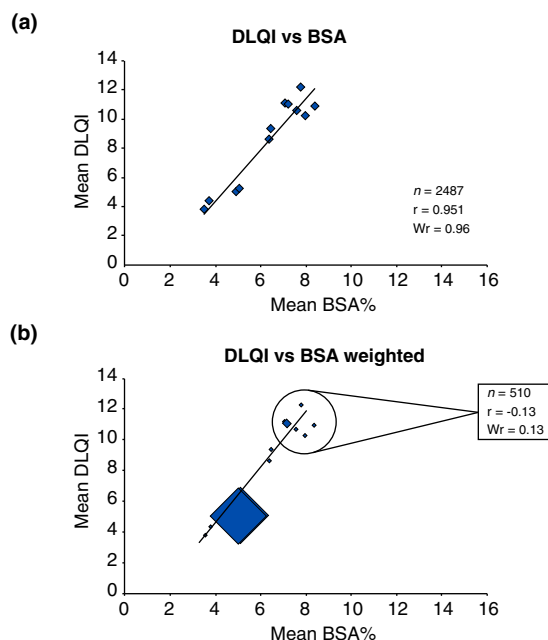 (a)
DLQI vs BSA
14
12
10
8
6
4
2
0
Mean DLQI
n = 2487
r = 0.951
Wr = 0.96
0 2 4 6 8 10 12 14 16
Mean BSA%
(b)
DLQI vs BSA weighted
14
12
10
8
6
4
2
0
Mean DLQI
n = 510
r = -0.13
Wr = 0.13
0 2 4 6 8 10 12 14 16
Mean BSA%